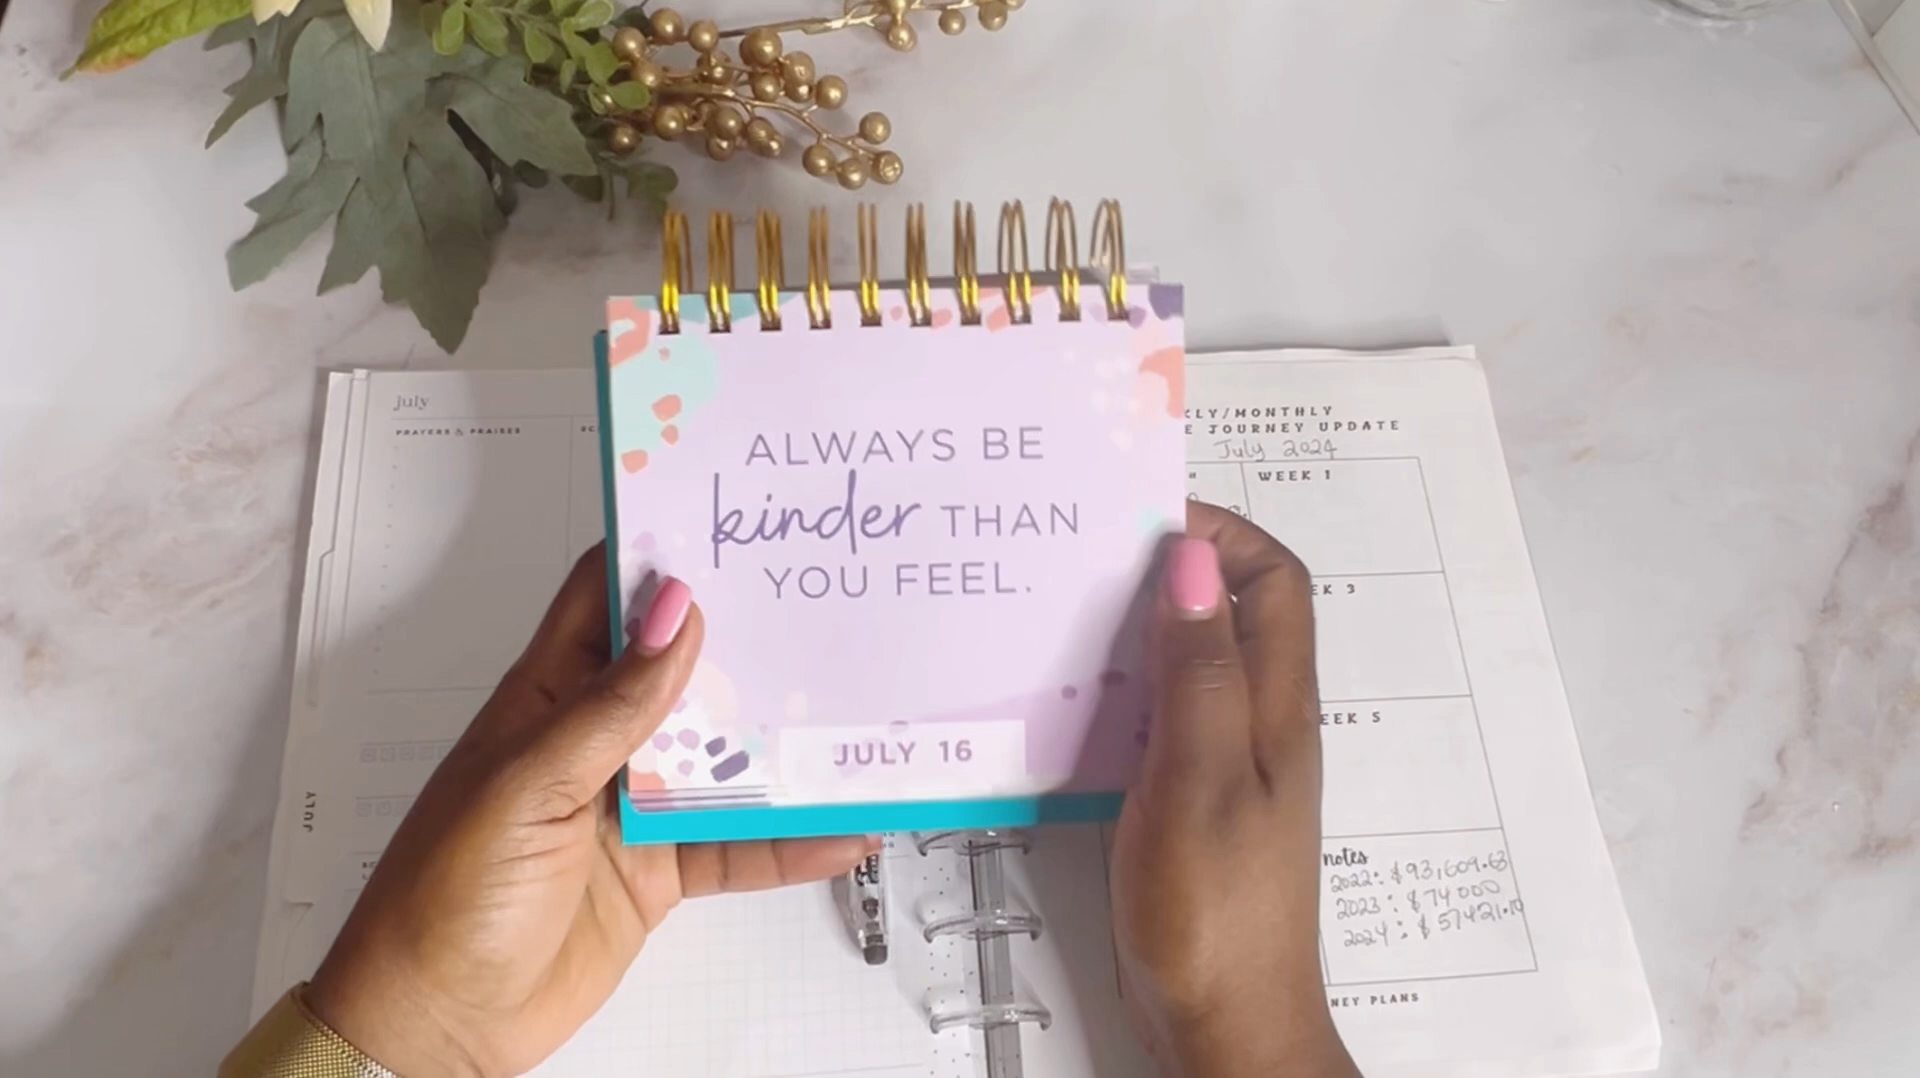 ALWAYS BE
kinder THAN
YOU FEEL.
JULY 16
july
PRAYERS & PRAISES
JULY
KLY/MONTHLY
E JOURNEY UPDATE
July 2024
WEEK 1
EK 3
EEK 5
notes
2022: $93,609.63
2023: $74000
2024: $57421.10
NEY PLANS